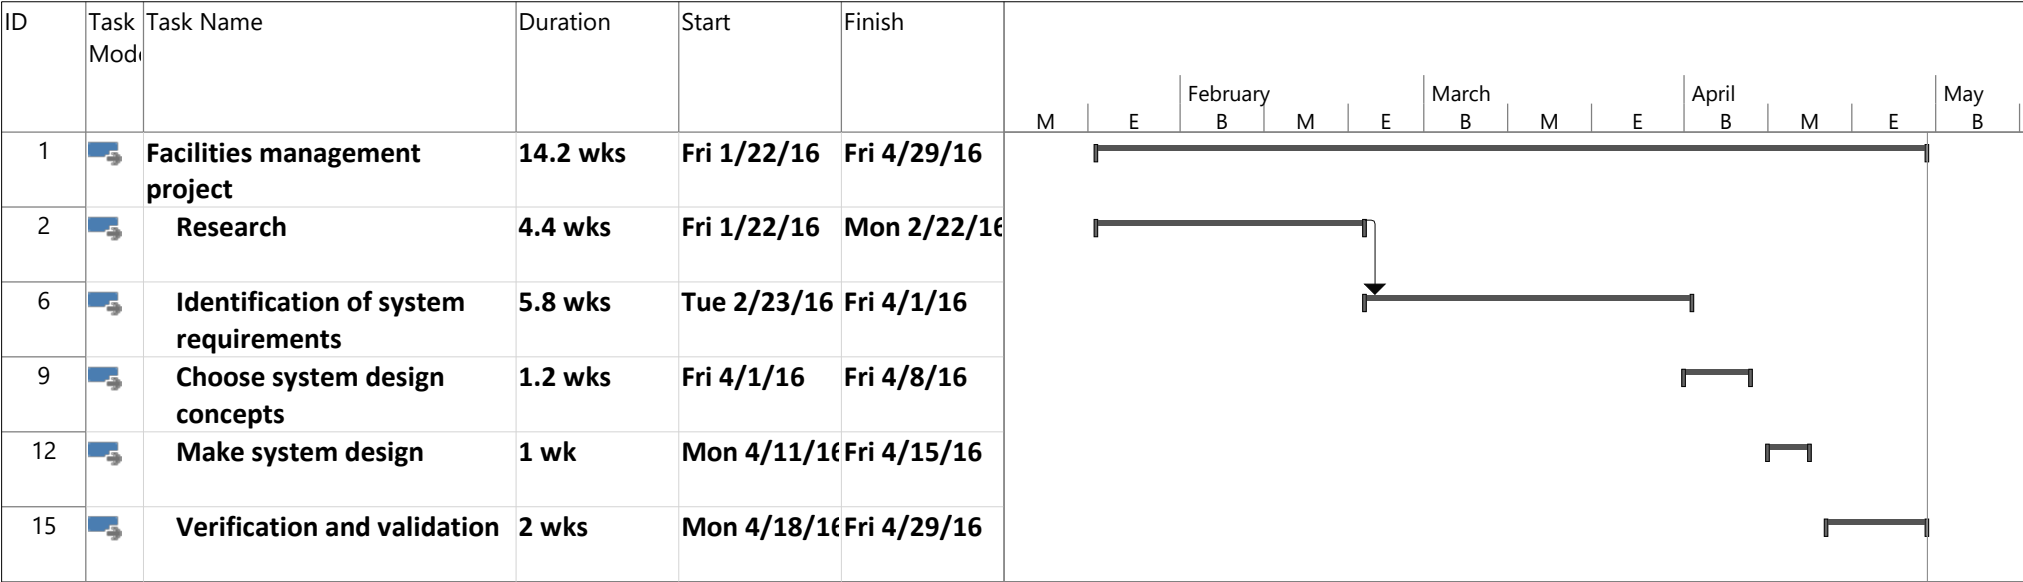 ID Task Task Name Duration Start Finish
Mode
February March April May
M E B M E B M E B M E B
1 Facilities management 14.2 wks Fri 1/22/16 Fri 4/29/16
project
2 Research 4.4 wks Fri 1/22/16 Mon 2/22/16
6 Identification of system 5.8 wks Tue 2/23/16 Fri 4/1/16
requirements
9 Choose system design 1.2 wks Fri 4/1/16 Fri 4/8/16
concepts
12 Make system design 1 wk Mon 4/11/16 Fri 4/15/16
15 Verification and validation 2 wks Mon 4/18/16 Fri 4/29/16